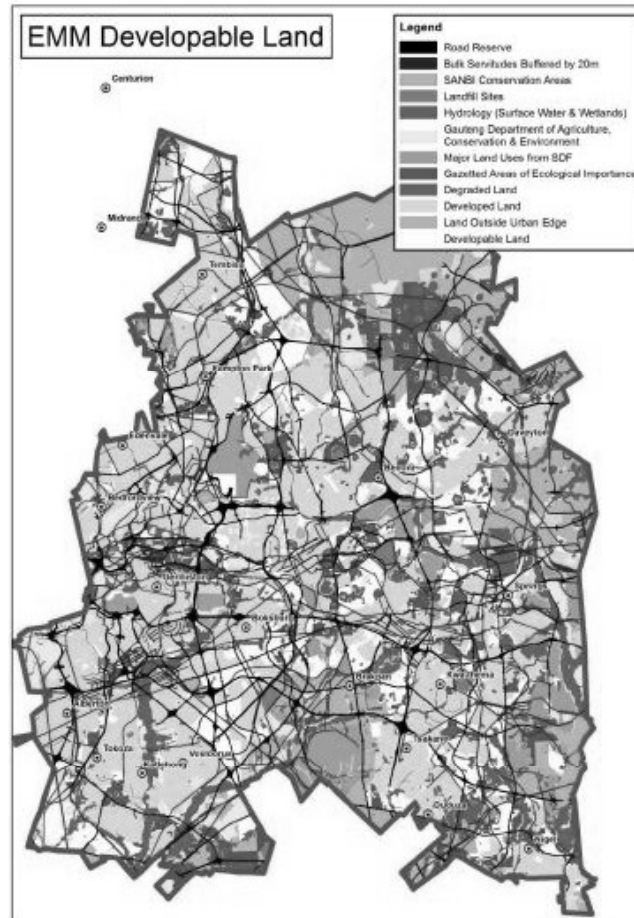 EMM Developable Land
Legend
Road Reserve
Bulk Servitudes Buffered by 20m
SANBI Conservation Areas
Landfill Sites
Hydrology (Surface Water & Wetlands)
Gauteng Department of Agriculture,
Conservation & Environment
Major Land Uses from SDF
Gazetted Areas of Ecological Importance
Degraded Land
Developed Land
Land Outside Urban Edge
Developable Land
Centurion
Midrand
Tembisa
Kempton Park
Edenvale
Daveyton
Benoni
Bedfordview
Germiston
Springs
Boksburg
Brakpan
KwaThema
Alberton
Tsakane
Tokoza
Vosloorus
Katlehong
Duduza
Nigel